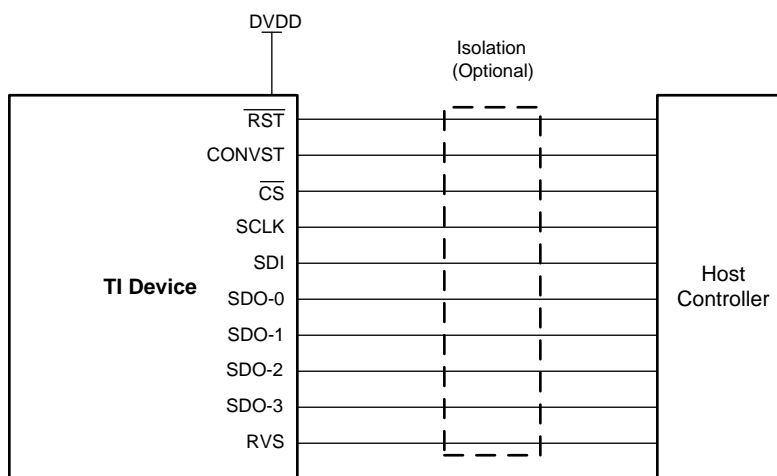 DVDD
Isolation
(Optional)
RST
CONVST
CS
SCLK
SDI
SDO-0
SDO-1
SDO-2
SDO-3
RVS
TI Device
Host
Controller